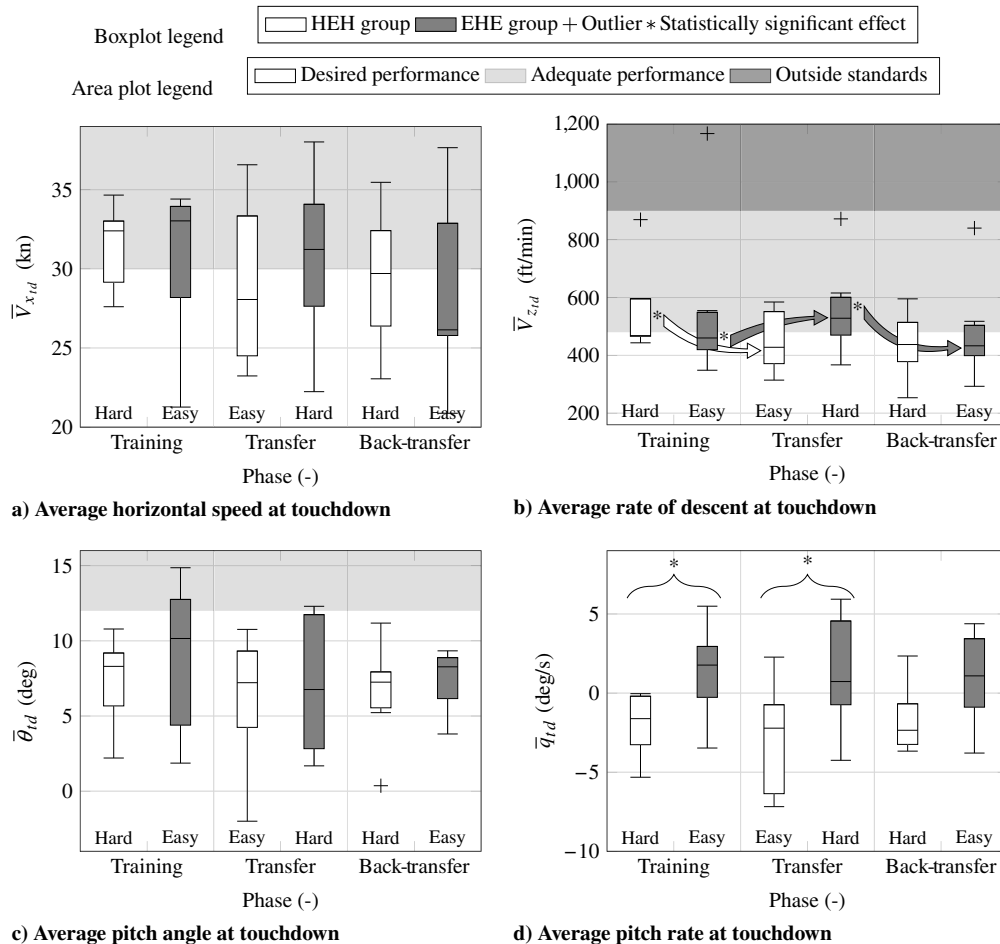 Boxplot legend HEH group EHE group + Outlier * Statistically significant effect
Area plot legend Desired performance Adequate performance Outside standards
V̅x_td (kn)
35
30
25
20
Hard Easy Easy Hard Hard Easy
Training Transfer Back-transfer
Phase (-)
a) Average horizontal speed at touchdown
V̅z_td (ft/min)
1,200
1,000
800
600
400
200
* * *
Hard Easy Easy Hard Hard Easy
Training Transfer Back-transfer
Phase (-)
b) Average rate of descent at touchdown
θ̅td (deg)
15
10
5
0
Hard Easy Easy Hard Hard Easy
Training Transfer Back-transfer
Phase (-)
c) Average pitch angle at touchdown
q̅td (deg/s)
* *
5
0
−5
−10
Hard Easy Easy Hard Hard Easy
Training Transfer Back-transfer
Phase (-)
d) Average pitch rate at touchdown